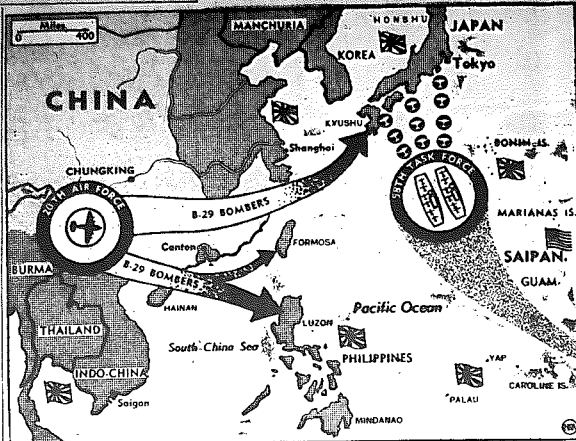 Miles
0 400
MANCHURIA
HONSHU
JAPAN
KOREA
Tokyo
CHINA
KYUSHU
Shanghai
BONIN IS.
CHUNGKING
20TH AIR FORCE
58TH TASK FORCE
B-29 BOMBERS
MARIANAS IS.
Canton
FORMOSA
SAIPAN.
BURMA
B-29 BOMBERS
GUAM.
HAINAN
Pacific Ocean
LUZON
THAILAND
South China Sea
PHILIPPINES
YAP
INDO-CHINA
CAROLINE IS.
PALAU
Saigon
MINDANAO